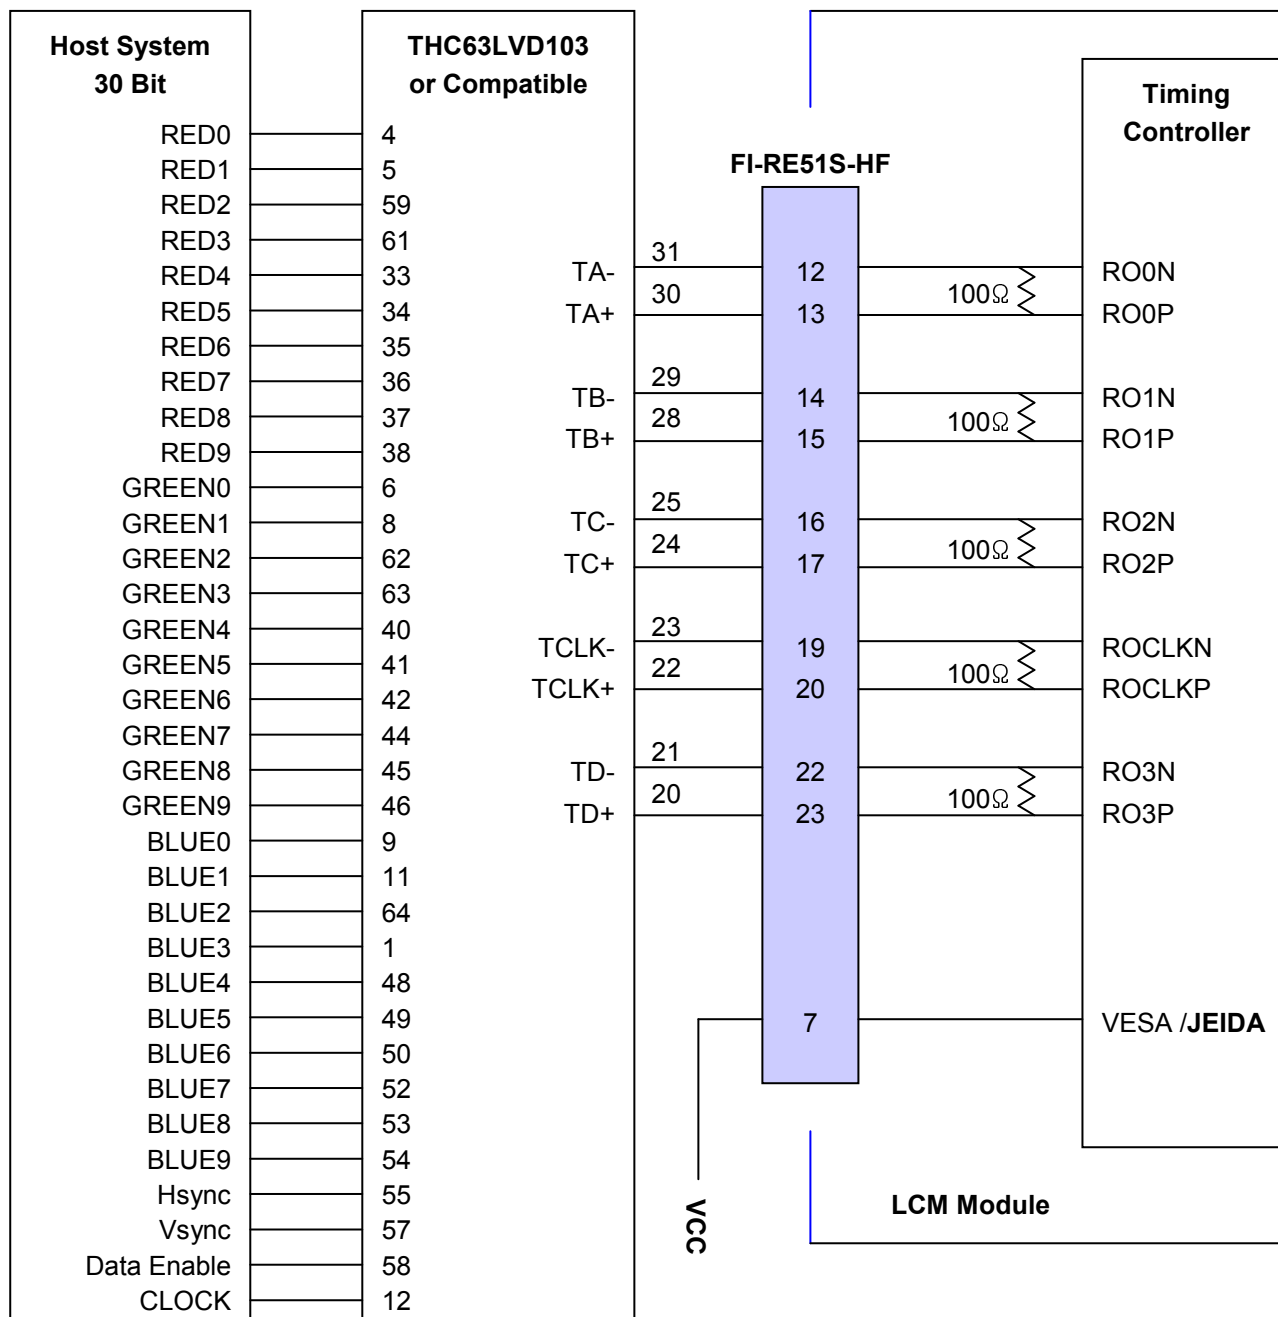 Host System
30 Bit
RED0
RED1
RED2
RED3
RED4
RED5
RED6
RED7
RED8
RED9
GREEN0
GREEN1
GREEN2
GREEN3
GREEN4
GREEN5
GREEN6
GREEN7
GREEN8
GREEN9
BLUE0
BLUE1
BLUE2
BLUE3
BLUE4
BLUE5
BLUE6
BLUE7
BLUE8
BLUE9
Hsync
Vsync
Data Enable
CLOCK
THC63LVD103
or Compatible
4
5
59
61
33
34
35
36
37
38
6
8
62
63
40
41
42
44
45
46
9
11
64
1
48
49
50
52
53
54
55
57
58
12
TA-
TA+
TB-
TB+
TC-
TC+
TCLK-
TCLK+
TD-
TD+
31
30
29
28
25
24
23
22
21
20
VCC
FI-RE51S-HF
12
13
14
15
16
17
19
20
22
23
7
100Ω
100Ω
100Ω
100Ω
100Ω
Timing
Controller
RO0N
RO0P
RO1N
RO1P
RO2N
RO2P
ROCLKN
ROCLKP
RO3N
RO3P
VESA /JEIDA
LCM Module